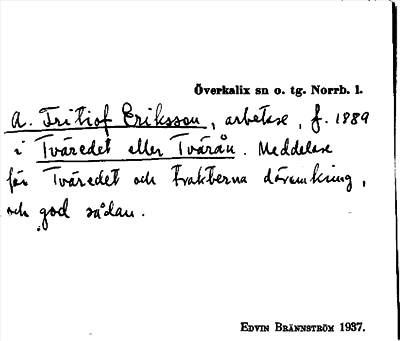 Överkalix sn o. tg. Norrb. l.
A. Fritiof Eriksson, arbetare, f. 1889
i Tväredet eller Tvärån. Meddelare
för Tväredet och trakterna däromkring,
och god sådan.
EDVIN BRÄNNSTRÖM 1937.